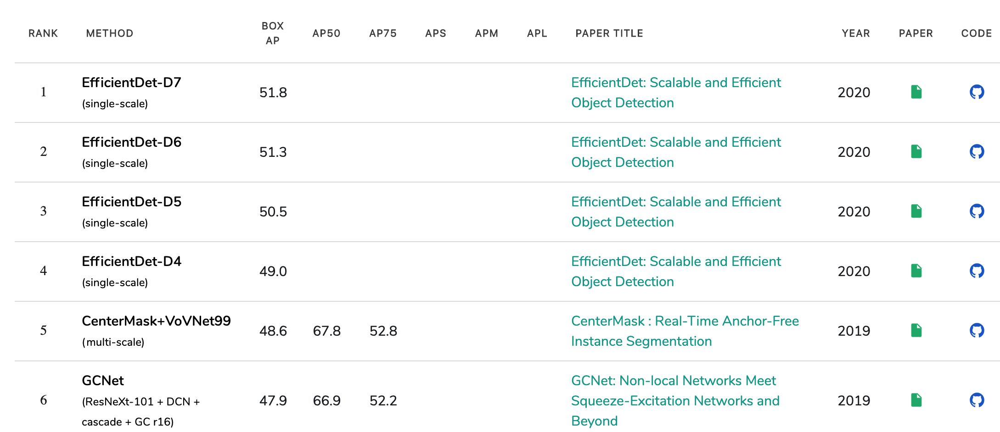 RANK METHOD BOX AP AP50 AP75 APS APM APL PAPER TITLE YEAR PAPER CODE
EfficientDet-D7 EfficientDet: Scalable and Efficient
1 51.8 2020
(single-scale) Object Detection
EfficientDet-D6 EfficientDet: Scalable and Efficient
2 51.3 2020
(single-scale) Object Detection
EfficientDet-D5 EfficientDet: Scalable and Efficient
3 50.5 2020
(single-scale) Object Detection
EfficientDet-D4 EfficientDet: Scalable and Efficient
4 49.0 2020
(single-scale) Object Detection
CenterMask+VoVNet99 CenterMask : Real-Time Anchor-Free
5 48.6 67.8 52.8 2019
(multi-scale) Instance Segmentation
GCNet GCNet: Non-local Networks Meet
6 (ResNeXt-101 + DCN + 47.9 66.9 52.2 Squeeze-Excitation Networks and 2019
cascade + GC r16) Beyond